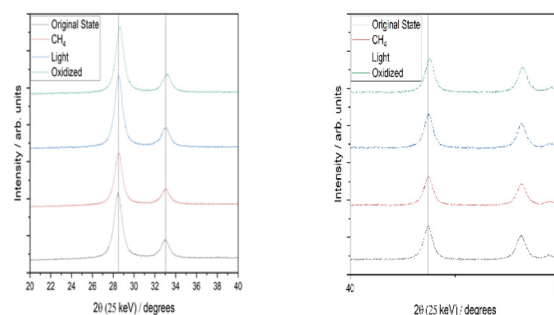 Original State
CH4
Light
Oxidized
Intensity / arb. units
20 22 24 26 28 30 32 34 36 38 40
2θ (25 keV) / degrees
Original State
CH4
Light
Oxidized
Intensity / arb. units
40
2θ (25 keV) / degrees